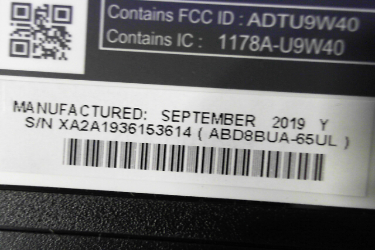 Contains FCC ID : ADTU9W40
Contains IC : 1178A-U9W40
MANUFACTURED: SEPTEMBER 2019 Y
S/N XA2A1936153614 ( ABD8BUA-65UL )